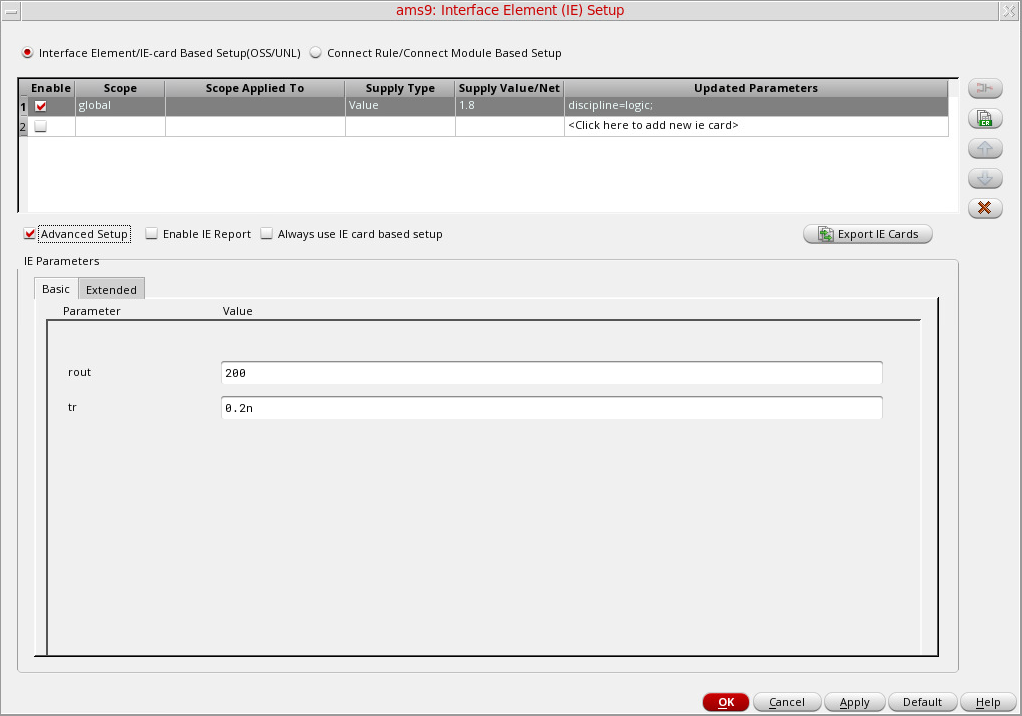 ams9: Interface Element (IE) Setup
Interface Element/IE-card Based Setup(OSS/UNL) Connect Rule/Connect Module Based Setup
Enable Scope Scope Applied To Supply Type Supply Value/Net Updated Parameters
1 global Value 1.8 discipline=logic;
2 <Click here to add new ie card>
CR
Advanced Setup Enable IE Report Always use IE card based setup Export IE Cards
IE Parameters
Basic Extended
Parameter Value
rout 200
tr 0.2n
OK Cancel Apply Default Help